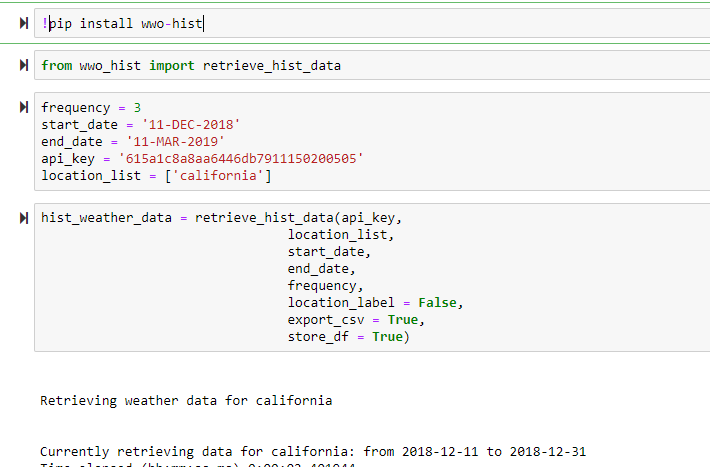 !pip install wwo-hist
from wwo_hist import retrieve_hist_data
frequency = 3
start_date = '11-DEC-2018'
end_date = '11-MAR-2019'
api_key = '615a1c8a8aa6446db7911150200505'
location_list = ['california']
hist_weather_data = retrieve_hist_data(api_key,
location_list,
start_date,
end_date,
frequency,
location_label = False,
export_csv = True,
store_df = True)
Retrieving weather data for california
Currently retrieving data for california: from 2018-12-11 to 2018-12-31